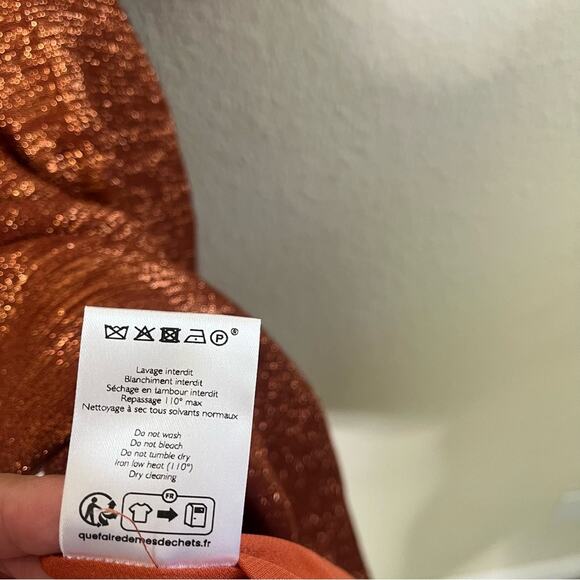 P ®
Lavage interdit
Blanchiment interdit
Séchage en tambour interdit
Repassage 110° max
Nettoyage à sec tous solvants normaux
Do not wash
Do not bleach
Do not tumble dry
Iron low heat (110°)
Dry cleaning
FR
quefairedemesdechets.fr